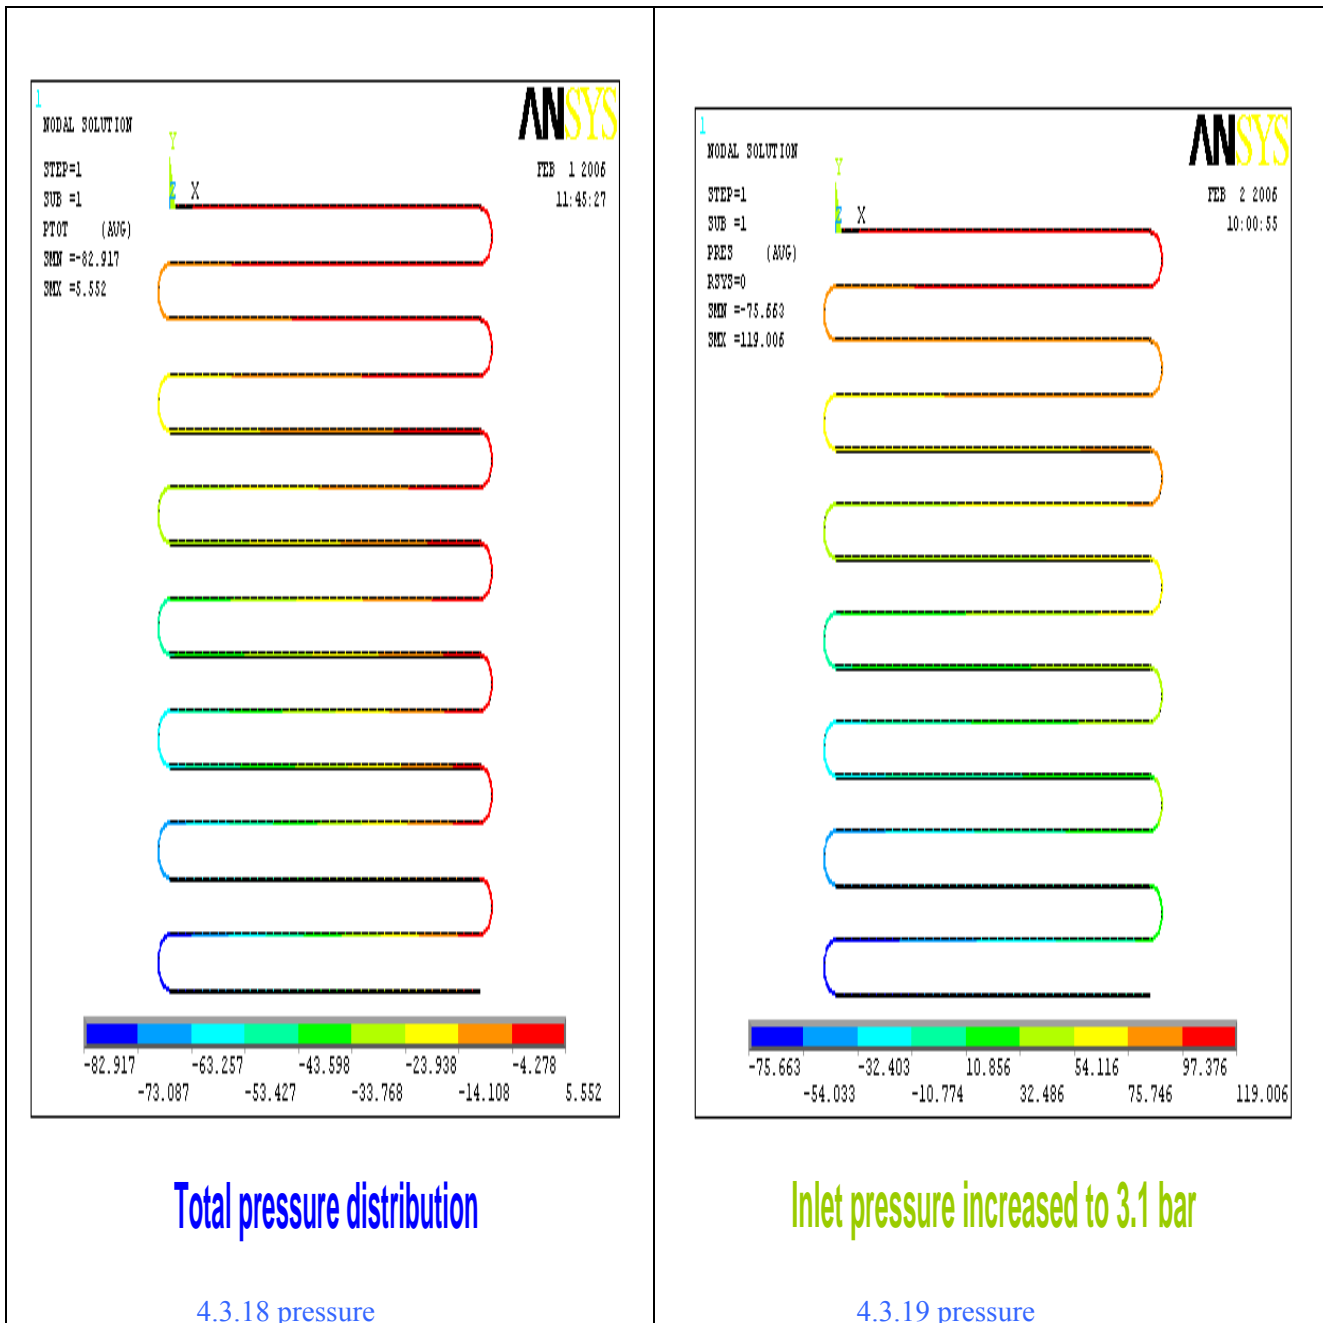 1
ANSYS
NODAL SOLUTION
STEP=1
SUB =1
PTOT (AVG)
SMN =-82.917
SMX =5.552
FEB 1 2006
11:45:27
Y
Z X
-82.917 -63.257 -43.598 -23.938 -4.278
-73.087 -53.427 -33.768 -14.108 5.552
Total pressure distribution
4.3.18 pressure
1
ANSYS
NODAL SOLUTION
STEP=1
SUB =1
PRES (AVG)
RSYS=0
SMN =-75.663
SMX =119.006
FEB 2 2006
10:00:55
Y
Z X
-75.663 -32.403 10.856 54.116 97.376
-54.033 -10.774 32.486 75.746 119.006
Inlet pressure increased to 3.1 bar
4.3.19 pressure